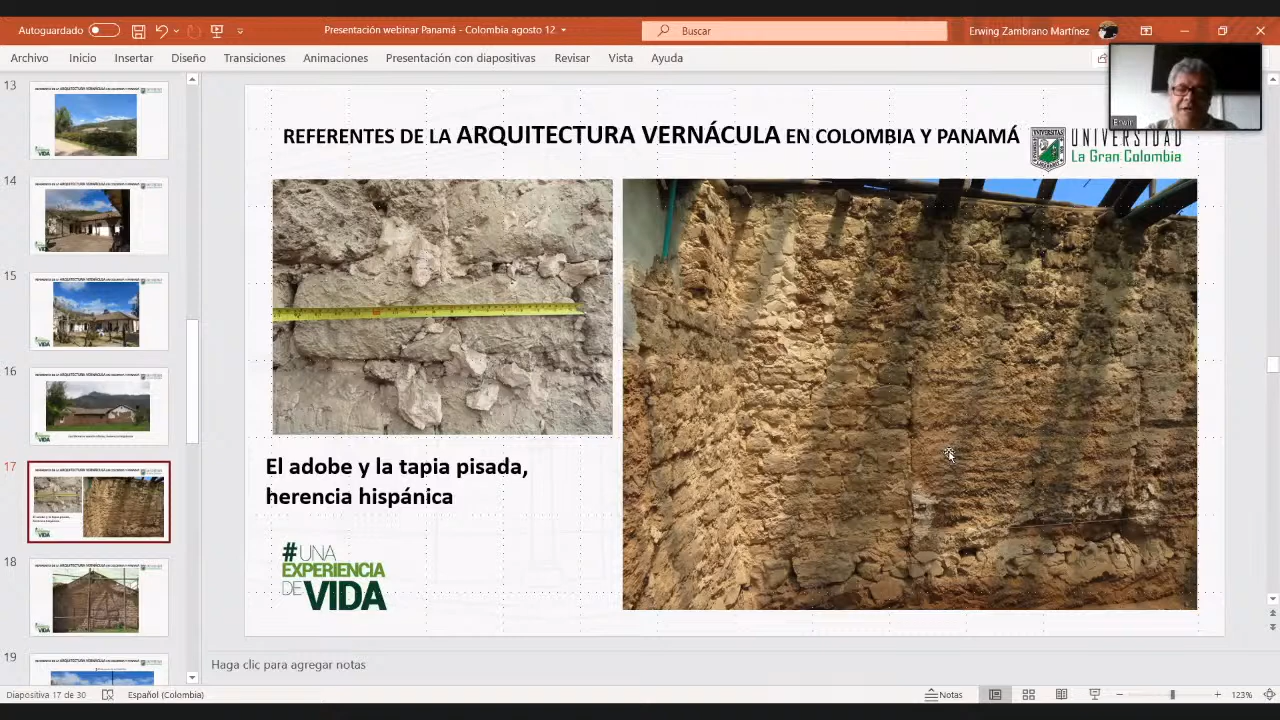 Autoguardado
Presentación webinar Panamá - Colombia agosto 12
Buscar
Erwing Zambrano Martínez
Archivo
Inicio
Insertar
Diseño
Transiciones
Animaciones
Presentación con diapositivas
Revisar
Vista
Ayuda
Erwin
13
14
15
16
17
18
19
REFERENTES DE LA ARQUITECTURA VERNÁCULA EN COLOMBIA Y PANAMÁ
UNIVERSIDAD
La Gran Colombia
El adobe y la tapia pisada,
herencia hispánica
#UNA
EXPERIENCIA
DE VIDA
Haga clic para agregar notas
Diapositiva 17 de 30
Español (Colombia)
Notas
123%